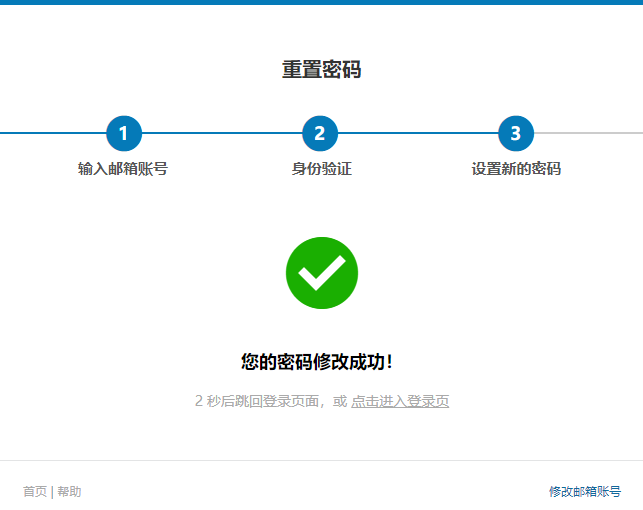 重置密码
1 2 3
输入邮箱账号 身份验证 设置新的密码
您的密码修改成功！
2 秒后跳回登录页面，或 点击进入登录页
首页 | 帮助 修改邮箱账号